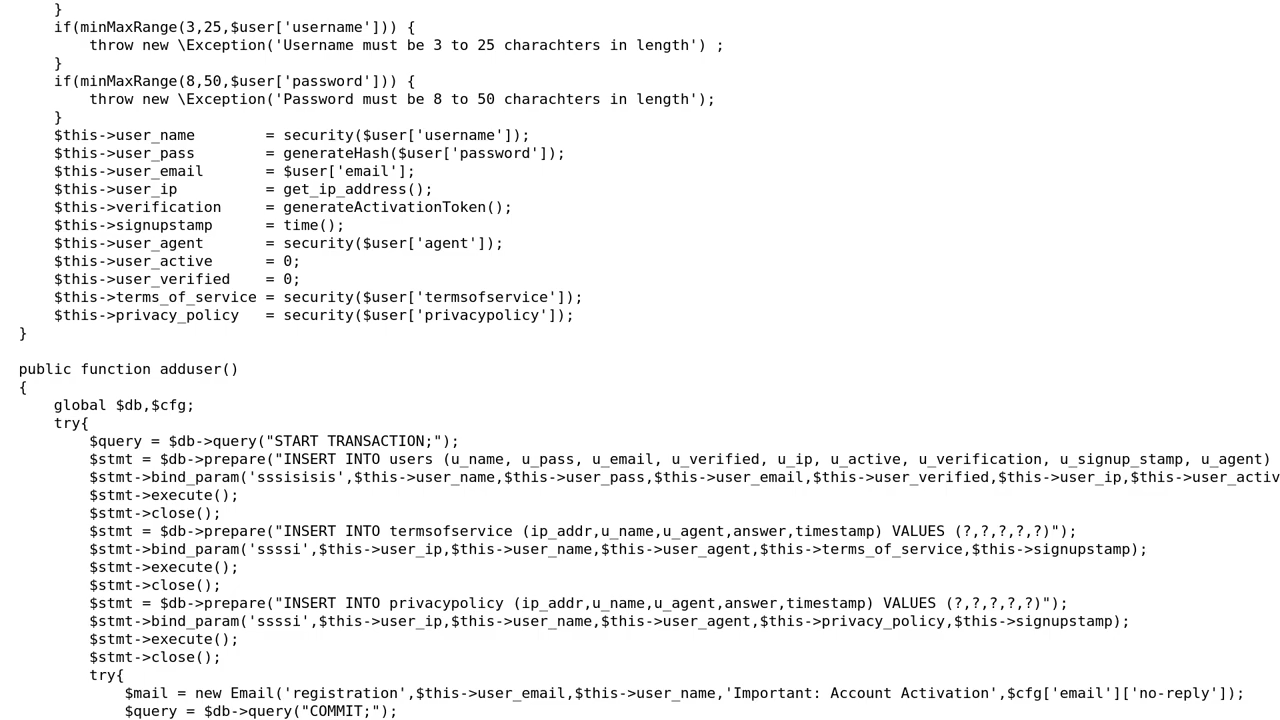 }
if(minMaxRange(3,25,$user['username'])) {
throw new \Exception('Username must be 3 to 25 charachters in length') ;
}
if(minMaxRange(8,50,$user['password'])) {
throw new \Exception('Password must be 8 to 50 charachters in length');
}
$this->user_name        = security($user['username']);
$this->user_pass        = generateHash($user['password']);
$this->user_email       = $user['email'];
$this->user_ip          = get_ip_address();
$this->verification     = generateActivationToken();
$this->signupstamp      = time();
$this->user_agent       = security($user['agent']);
$this->user_active      = 0;
$this->user_verified    = 0;
$this->terms_of_service = security($user['termsofservice']);
$this->privacy_policy   = security($user['privacypolicy']);
}
public function adduser()
{
global $db,$cfg;
try{
$query = $db->query("START TRANSACTION;");
$stmt = $db->prepare("INSERT INTO users (u_name, u_pass, u_email, u_verified, u_ip, u_active, u_verification, u_signup_stamp, u_agent)
$stmt->bind_param('sssisisis',$this->user_name,$this->user_pass,$this->user_email,$this->user_verified,$this->user_ip,$this->user_activ
$stmt->execute();
$stmt->close();
$stmt = $db->prepare("INSERT INTO termsofservice (ip_addr,u_name,u_agent,answer,timestamp) VALUES (?,?,?,?,?)");
$stmt->bind_param('ssssi',$this->user_ip,$this->user_name,$this->user_agent,$this->terms_of_service,$this->signupstamp);
$stmt->execute();
$stmt->close();
$stmt = $db->prepare("INSERT INTO privacypolicy (ip_addr,u_name,u_agent,answer,timestamp) VALUES (?,?,?,?,?)");
$stmt->bind_param('ssssi',$this->user_ip,$this->user_name,$this->user_agent,$this->privacy_policy,$this->signupstamp);
$stmt->execute();
$stmt->close();
try{
$mail = new Email('registration',$this->user_email,$this->user_name,'Important: Account Activation',$cfg['email']['no-reply']);
$query = $db->query("COMMIT;");